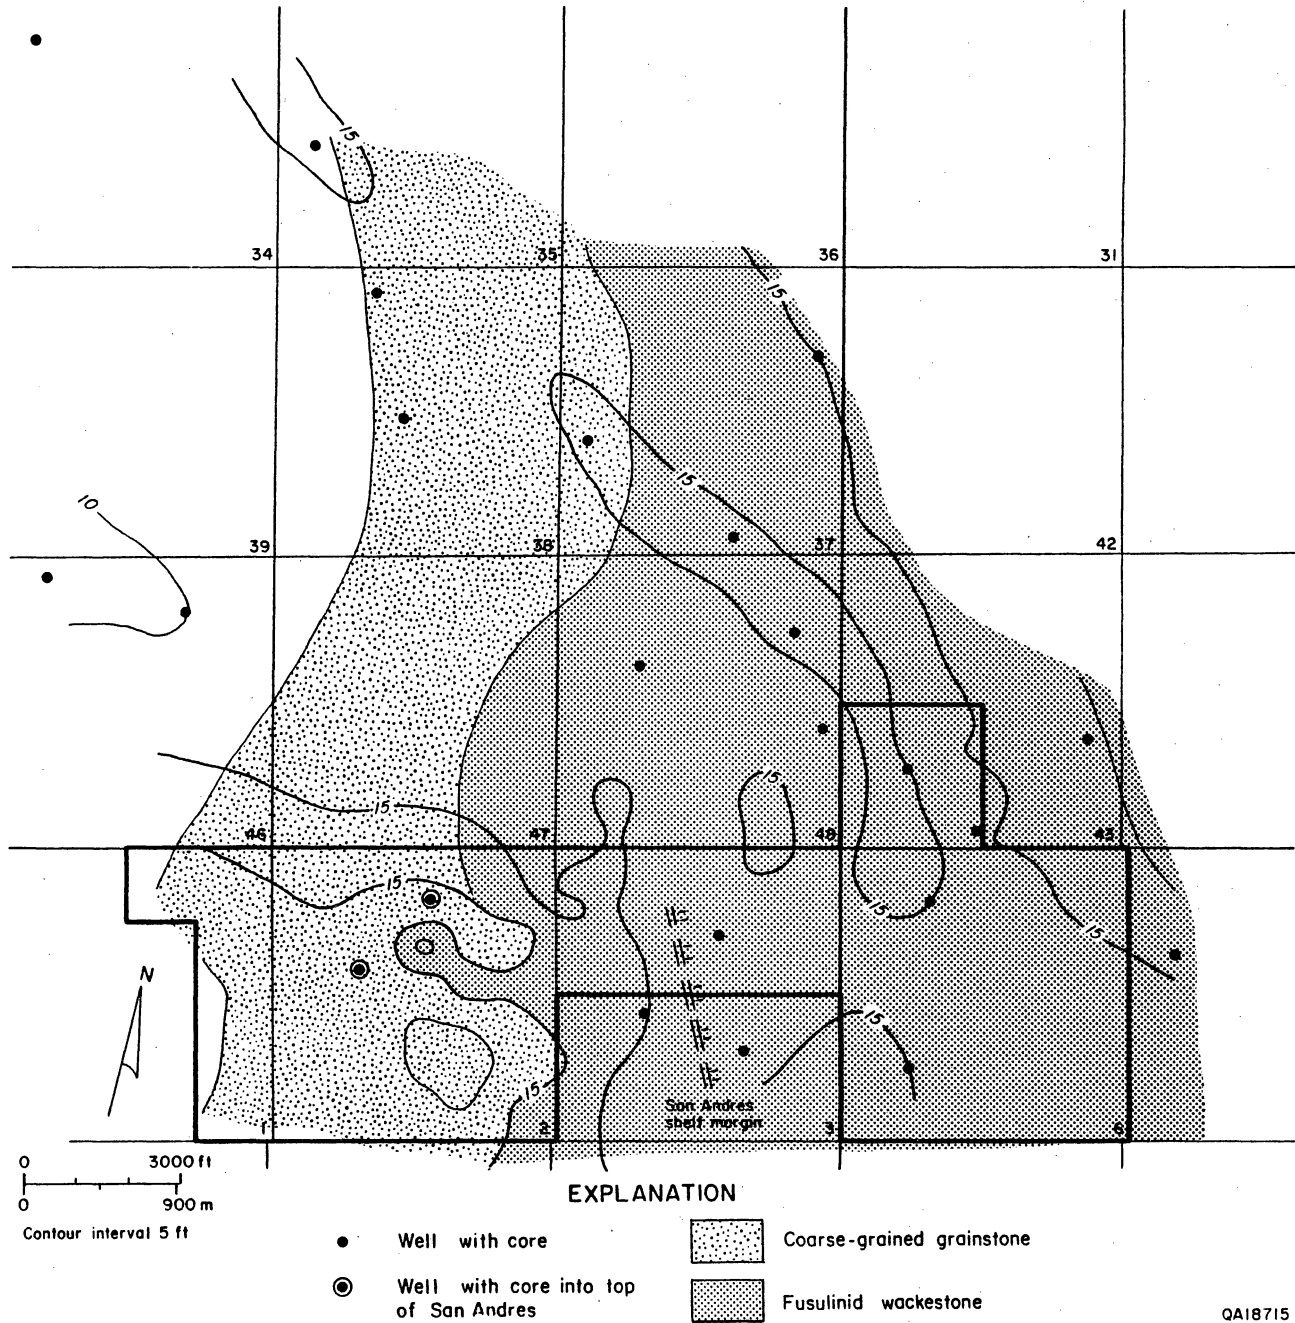 15
34
35
36
31
15
15
10
39
38
37
42
15
15
46
47
48
43
15
15
15
N
15
15
San Andres
shelf margin
1
2
3
6
0 3000 ft
0 900 m
Contour interval 5 ft
EXPLANATION
Well with core
Well with core into top
of San Andres
Coarse-grained grainstone
Fusulinid wackestone
QA18715